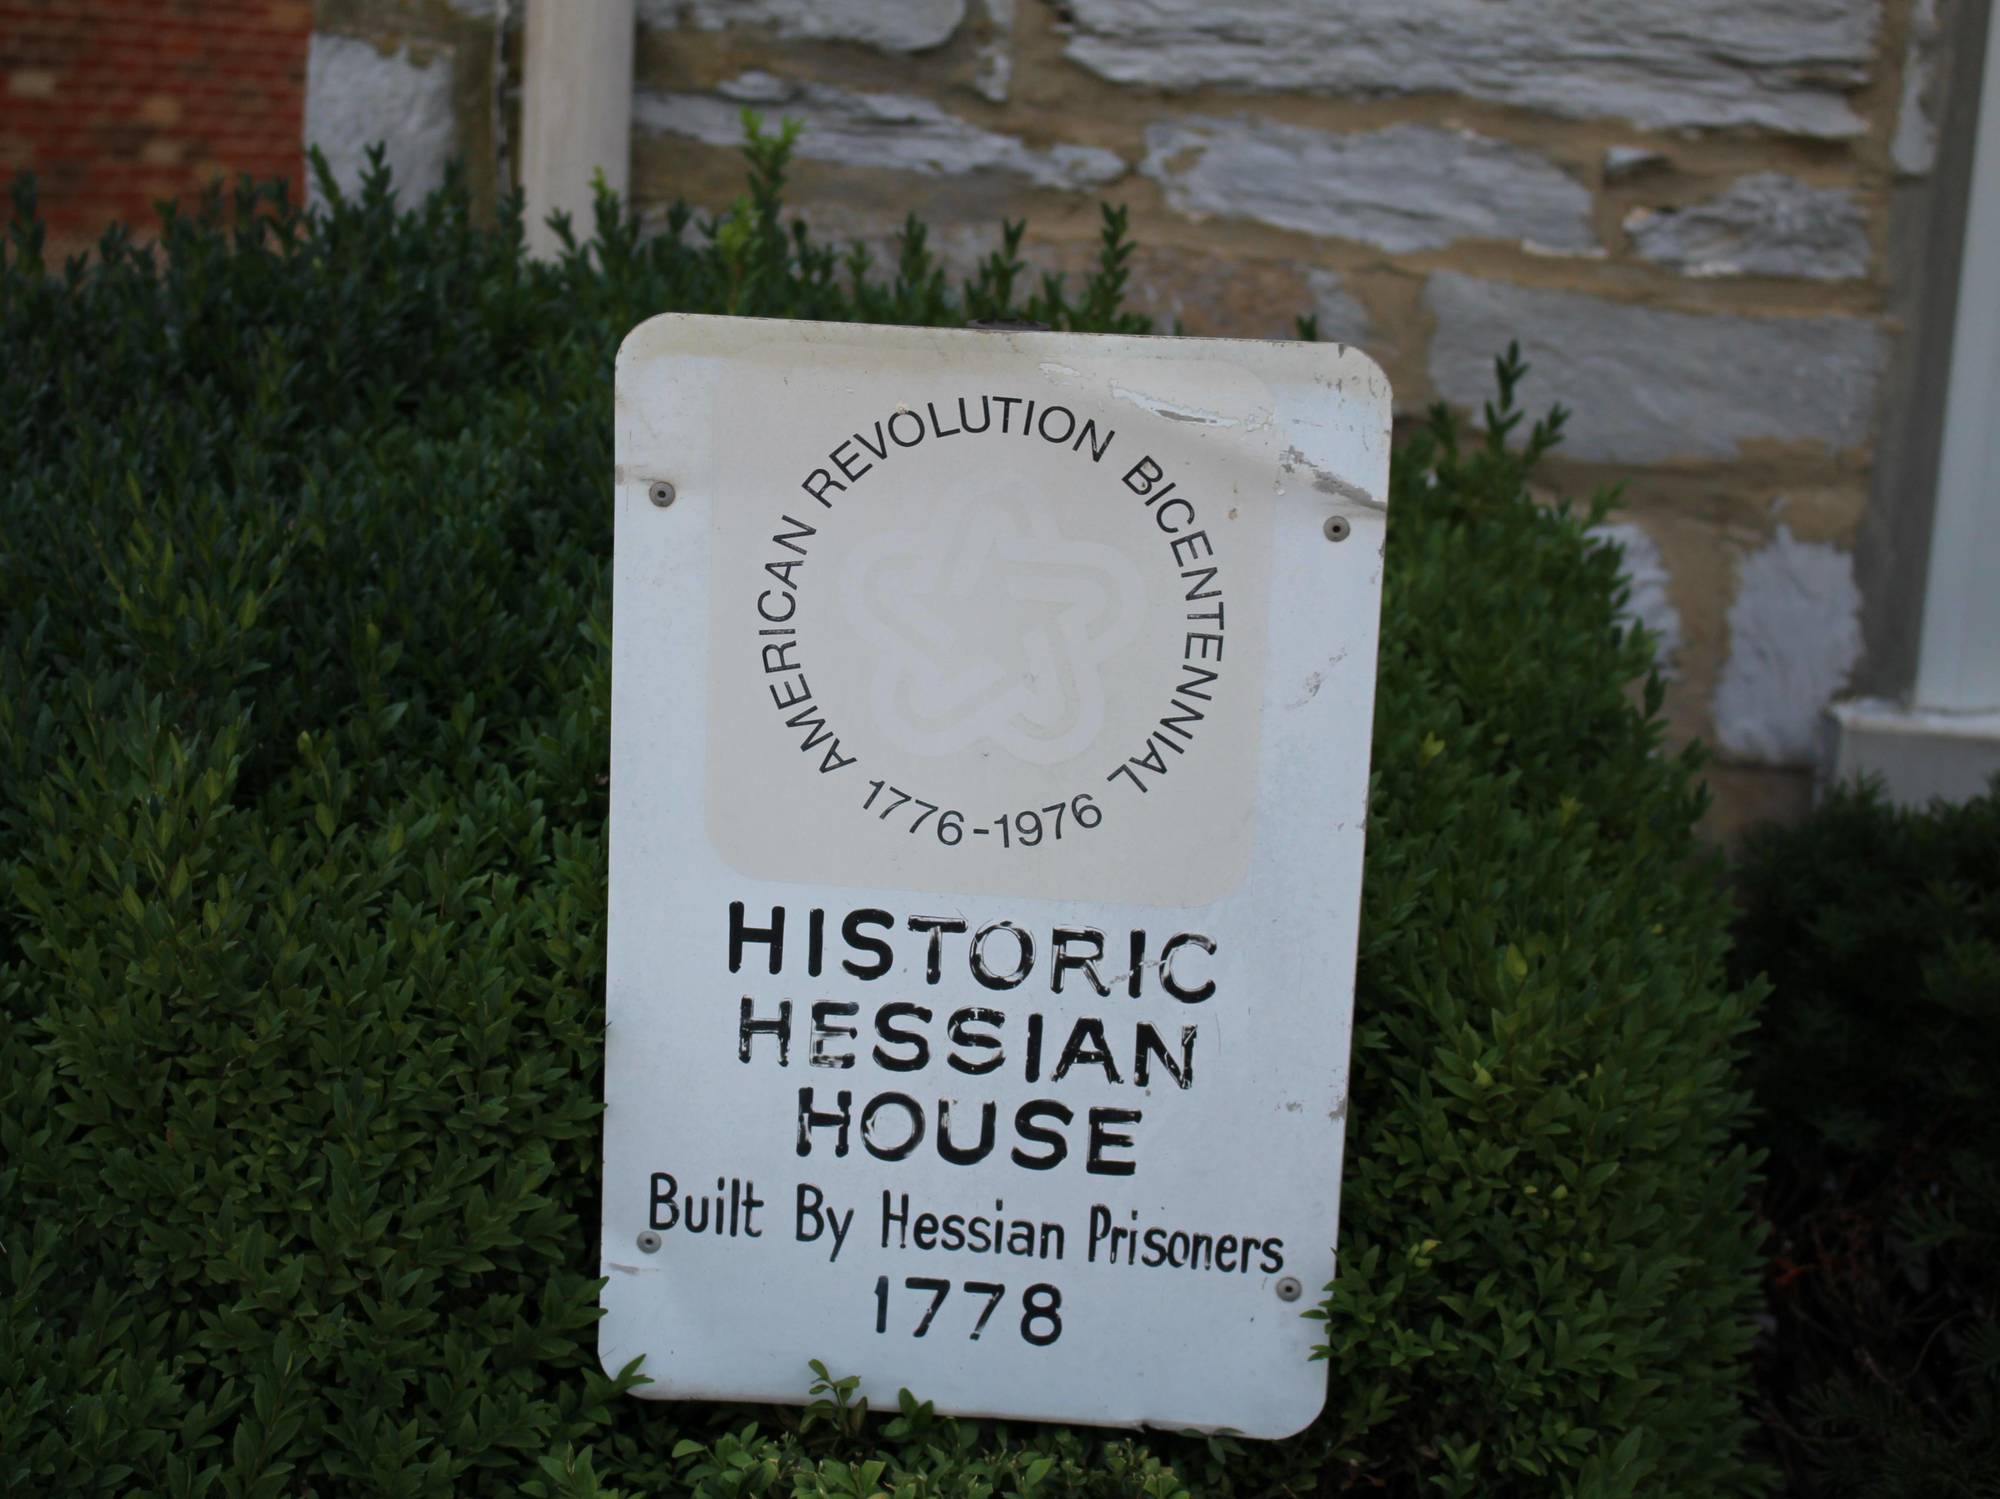 AMERICAN REVOLUTION BICENTENNIAL
1776-1976
HISTORIC
HESSIAN
HOUSE
Built By Hessian Prisoners
1778